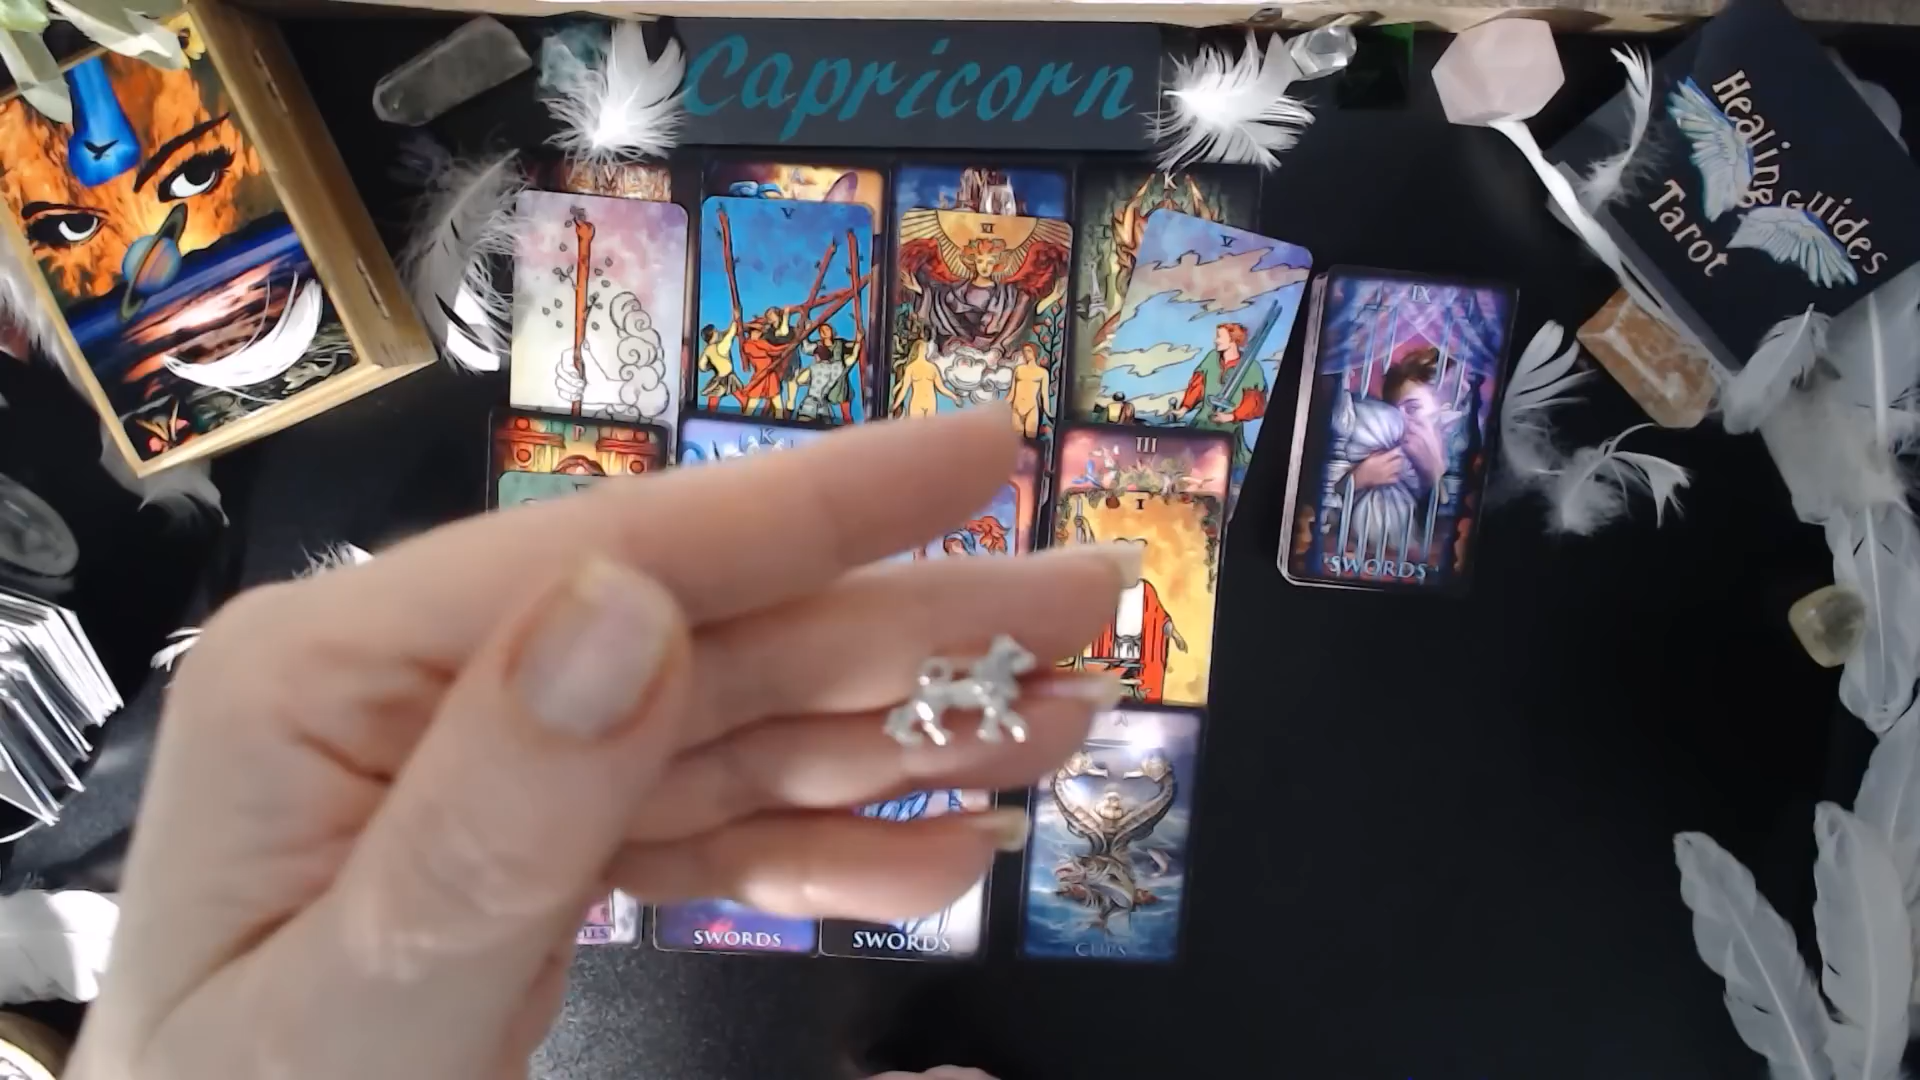 Capricorn
Healing Guides
Tarot
K
V
VI
V
IX
P
K
III
I
SWORDS
A
SWORDS
SWORDS
CUPS